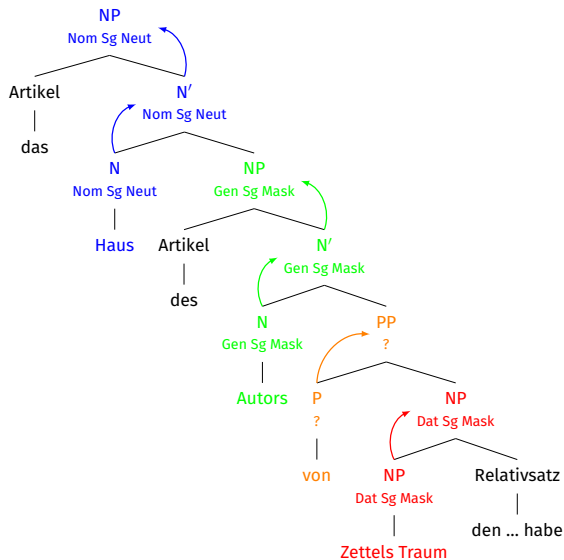 NP
Nom Sg Neut
Artikel N′
Nom Sg Neut
das
N NP
Nom Sg Neut Gen Sg Mask
Haus Artikel N′
Gen Sg Mask
des
N PP
Gen Sg Mask ?
Autors P NP
? Dat Sg Mask
von NP Relativsatz
Dat Sg Mask
den ... habe
Zettels Traum